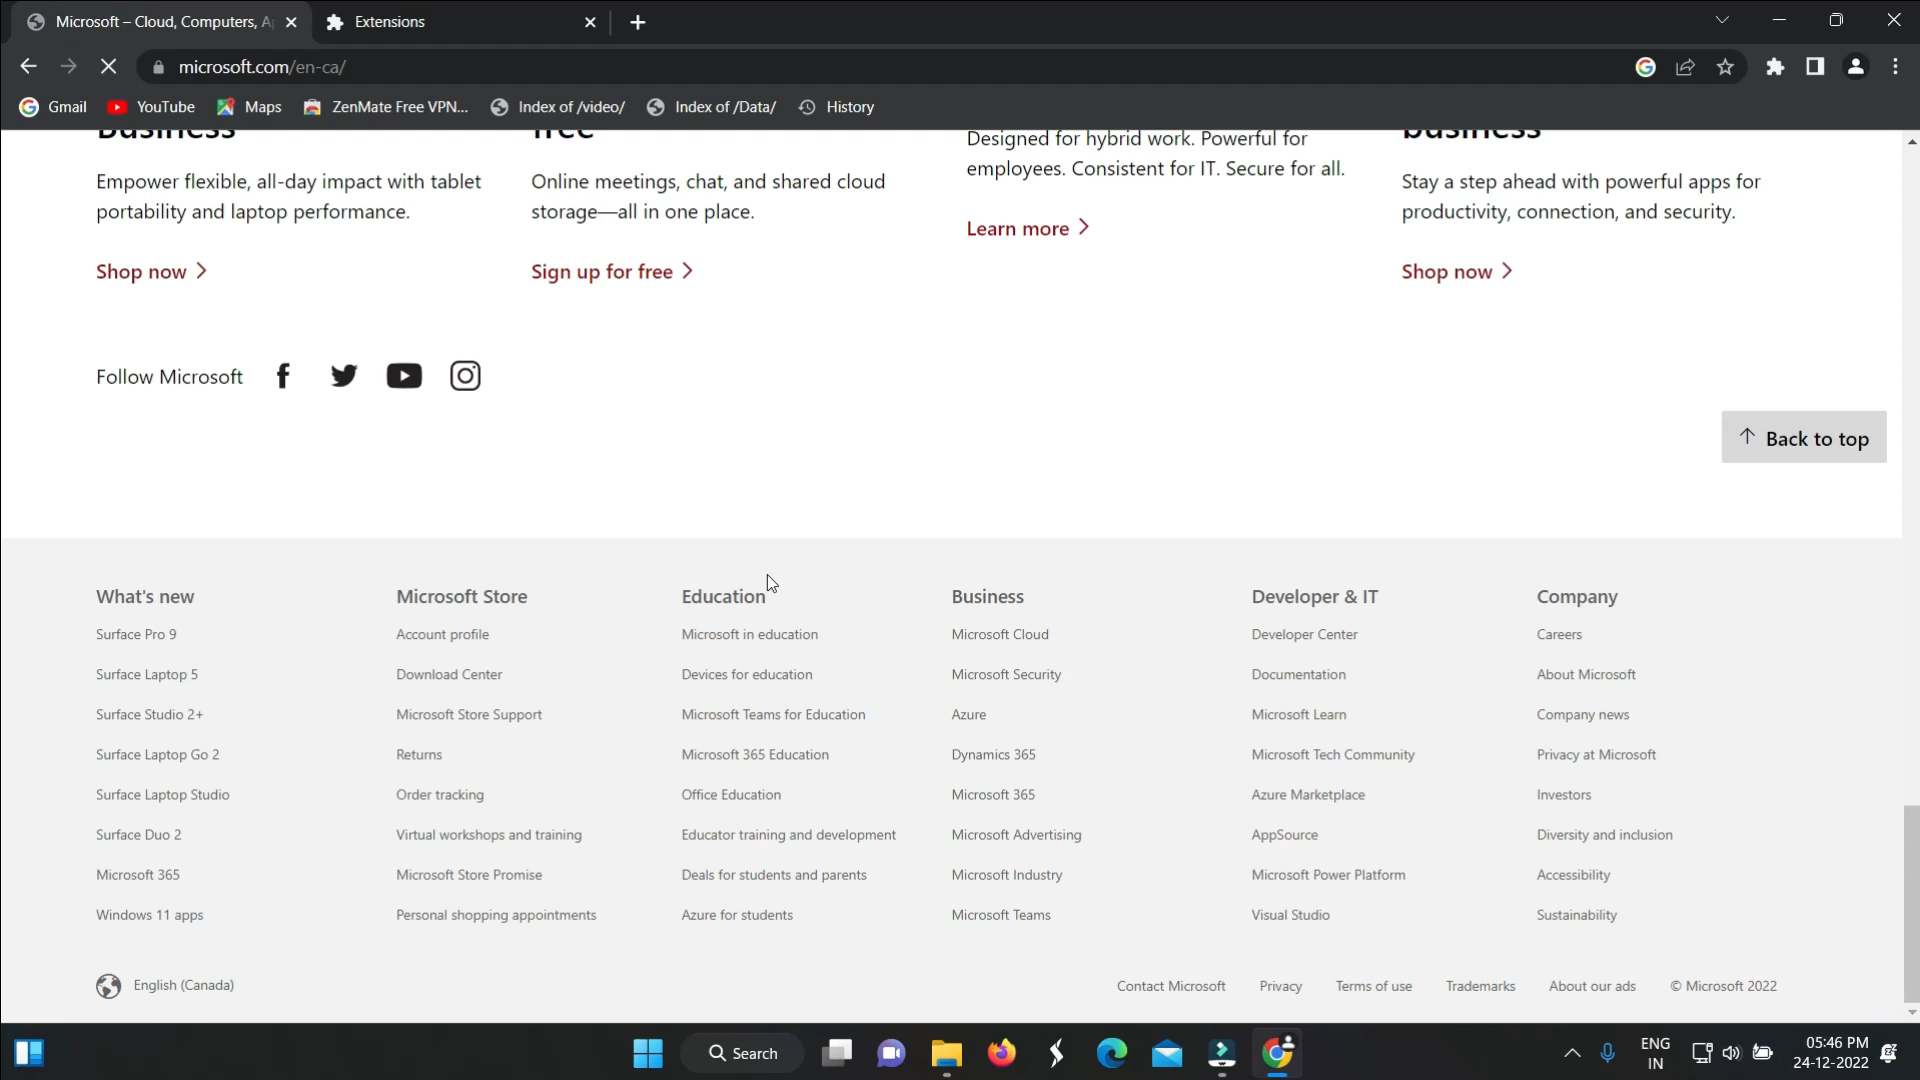 Microsoft – Cloud, Computers, A
Extensions
microsoft.com/en-ca/
Gmail
YouTube
Maps
ZenMate Free VPN...
Index of /video/
Index of /Data/
History
Business
free
business
Designed for hybrid work. Powerful for
employees. Consistent for IT. Secure for all.
Empower flexible, all-day impact with tablet
portability and laptop performance.
Online meetings, chat, and shared cloud
storage—all in one place.
Stay a step ahead with powerful apps for
productivity, connection, and security.
Learn more
Shop now
Sign up for free
Shop now
Follow Microsoft
Back to top
What's new
Surface Pro 9
Surface Laptop 5
Surface Studio 2+
Surface Laptop Go 2
Surface Laptop Studio
Surface Duo 2
Microsoft 365
Windows 11 apps
Microsoft Store
Account profile
Download Center
Microsoft Store Support
Returns
Order tracking
Virtual workshops and training
Microsoft Store Promise
Personal shopping appointments
Education
Microsoft in education
Devices for education
Microsoft Teams for Education
Microsoft 365 Education
Office Education
Educator training and development
Deals for students and parents
Azure for students
Business
Microsoft Cloud
Microsoft Security
Azure
Dynamics 365
Microsoft 365
Microsoft Advertising
Microsoft Industry
Microsoft Teams
Developer & IT
Developer Center
Documentation
Microsoft Learn
Microsoft Tech Community
Azure Marketplace
AppSource
Microsoft Power Platform
Visual Studio
Company
Careers
About Microsoft
Company news
Privacy at Microsoft
Investors
Diversity and inclusion
Accessibility
Sustainability
English (Canada)
Contact Microsoft
Privacy
Terms of use
Trademarks
About our ads
© Microsoft 2022
Search
ENG
IN
05:46 PM
24-12-2022